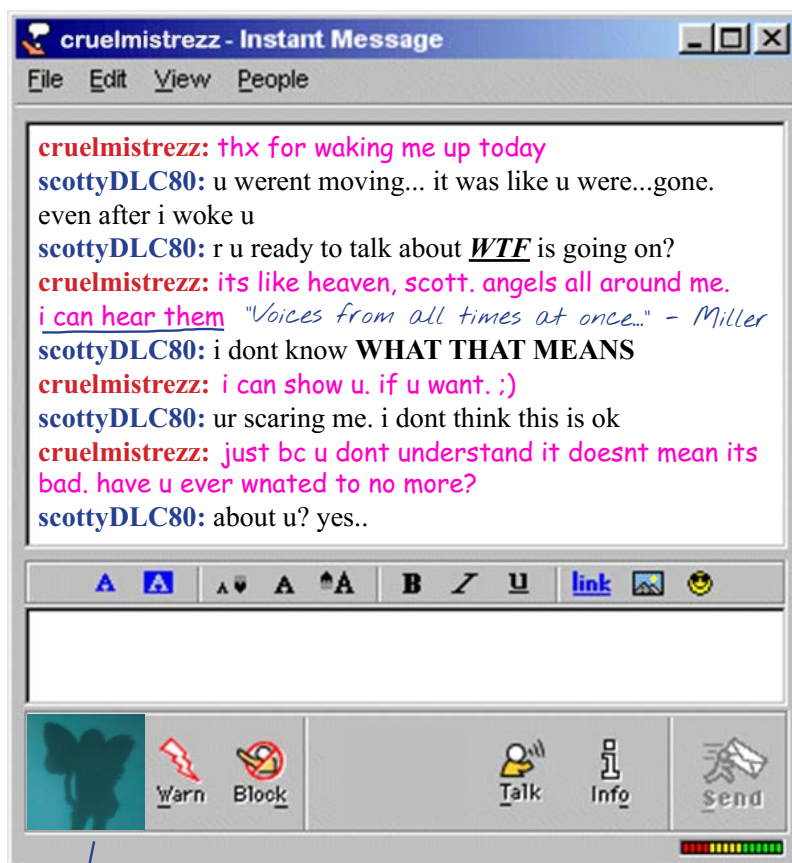 cruelmistrezz - Instant Message
File Edit View People
cruelmistrezz: thx for waking me up today
scottyDLC80: u werent moving... it was like u were...gone.
even after i woke u
scottyDLC80: r u ready to talk about WTF is going on?
cruelmistrezz: its like heaven, scott. angels all around me.
i can hear them "Voices from all times at once..." - Miller
scottyDLC80: i dont know WHAT THAT MEANS
cruelmistrezz: i can show u. if u want. ;)
scottyDLC80: ur scaring me. i dont think this is ok
cruelmistrezz: just bc u dont understand it doesnt mean its
bad. have u ever wnated to no more?
scottyDLC80: about u? yes..
A A A A A B I U link
Warn Block Talk Info Send